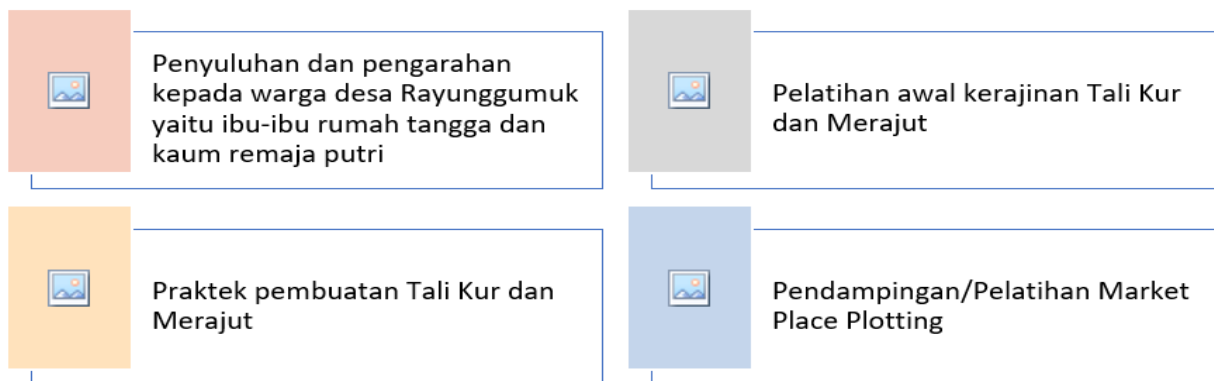 Penyuluhan dan pengarahan
kepada warga desa Rayunggumuk
yaitu ibu-ibu rumah tangga dan
kaum remaja putri
Pelatihan awal kerajinan Tali Kur
dan Merajut
Praktek pembuatan Tali Kur dan
Merajut
Pendampingan/Pelatihan Market
Place Plotting